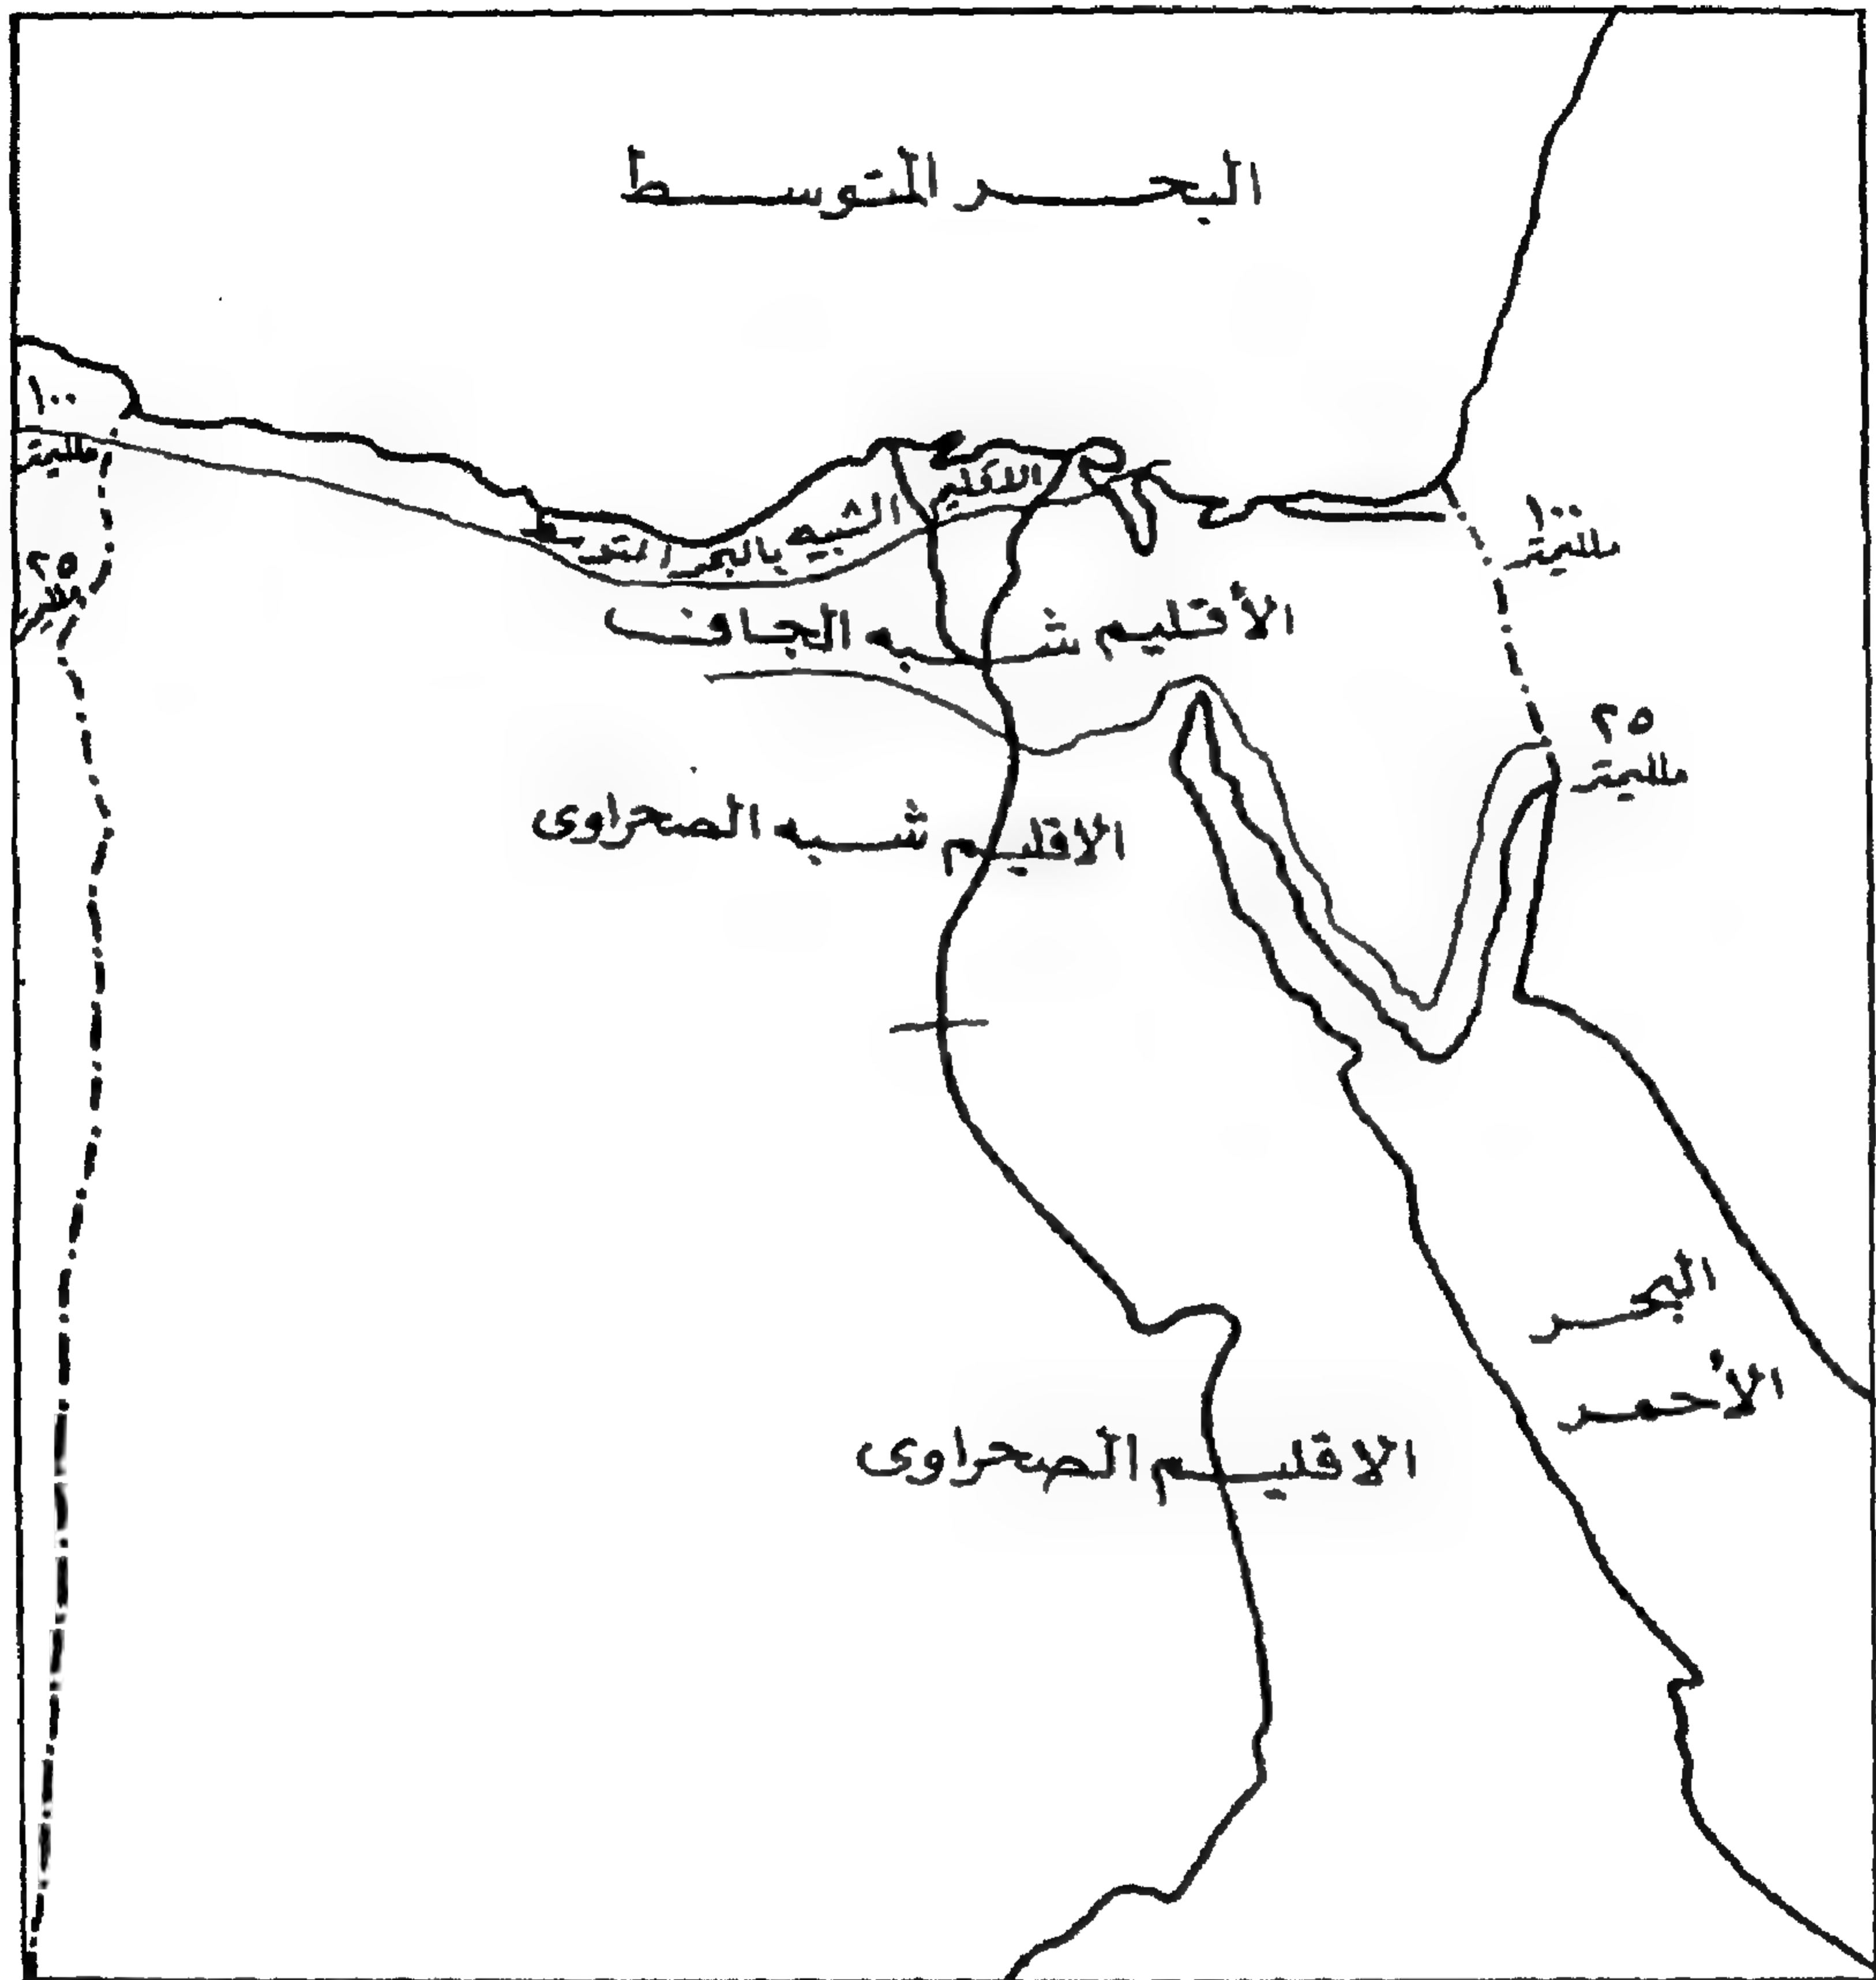 البحر المتوسط
١٠٠
ملليمتر
الاقليم
الشبيه بالبحر المتوسط
١٠٠
ملليمتر
٢٥
الأقليم شبه الجاف
٢٥
ملليمتر
الاقليم شبه الصحراوى
البحر
الأحمر
الاقليم الصحراوى